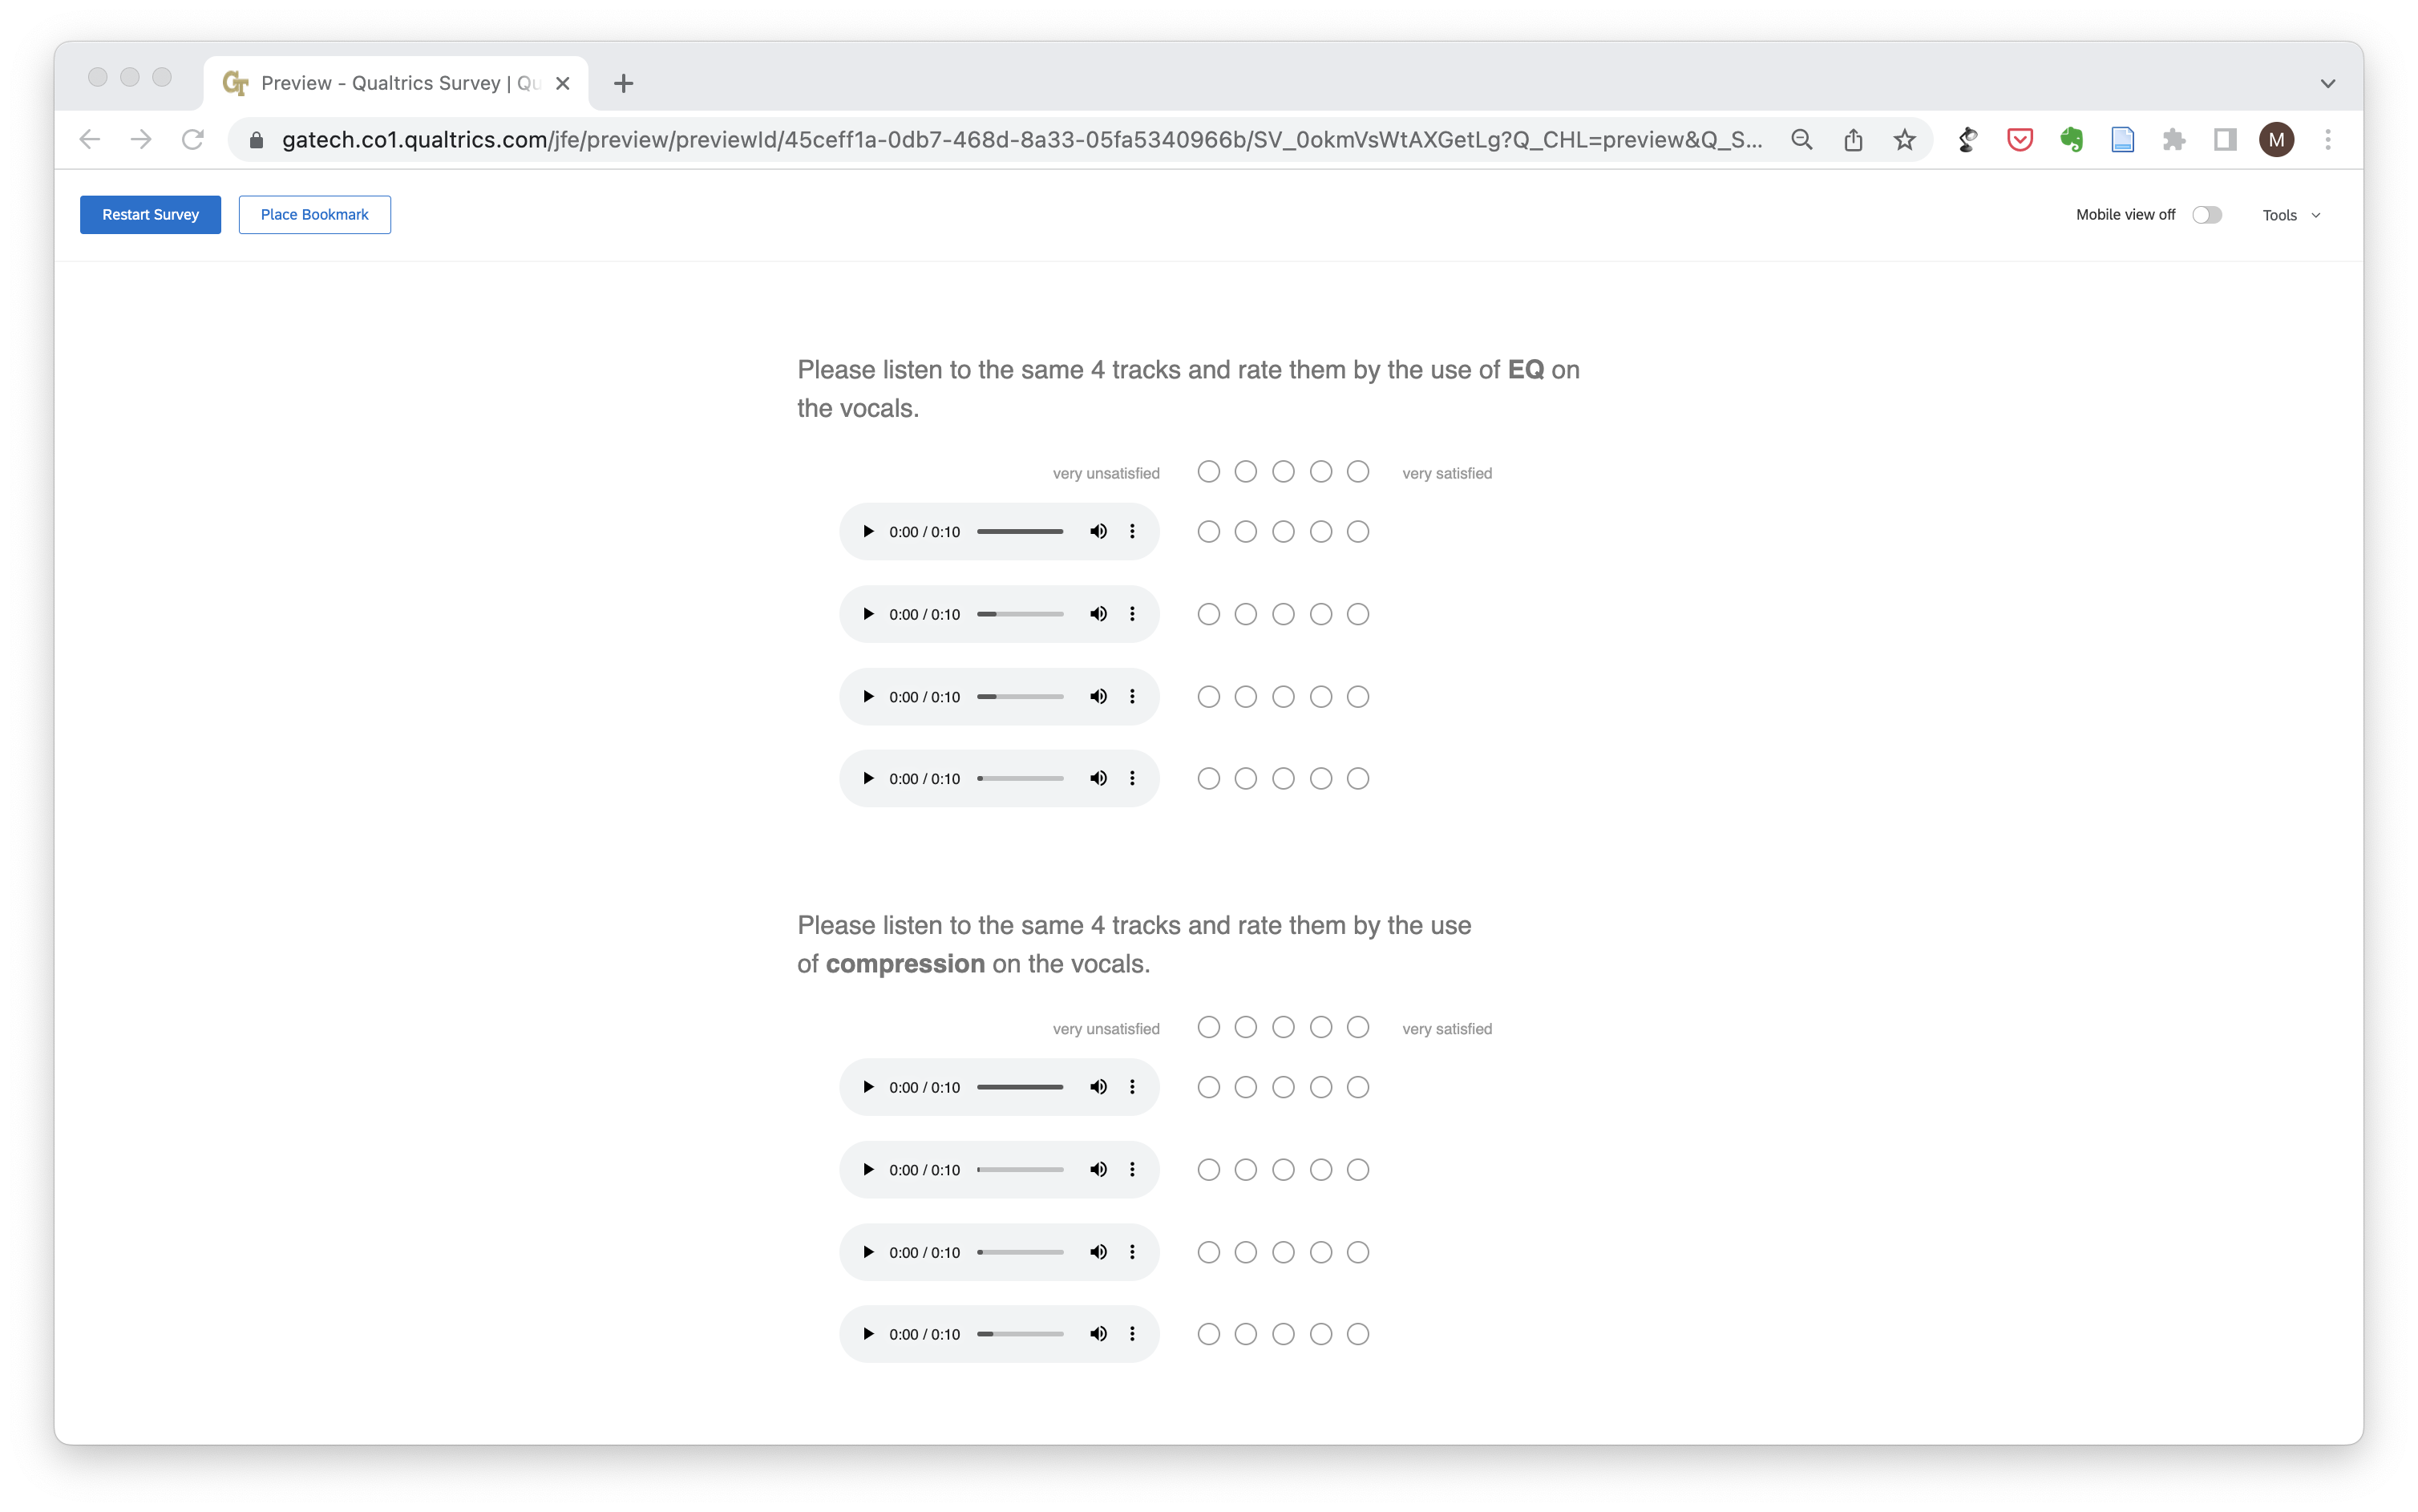 GT Preview - Qualtrics Survey | Qu
gatech.co1.qualtrics.com/jfe/preview/previewId/45ceff1a-0db7-468d-8a33-05fa5340966b/SV_0okmVsWtAXGetLg?Q_CHL=preview&Q_S... M
Restart Survey Place Bookmark Mobile view off Tools
Please listen to the same 4 tracks and rate them by the use of EQ on
the vocals.
very unsatisfied very satisfied
0:00 / 0:10
0:00 / 0:10
0:00 / 0:10
0:00 / 0:10
Please listen to the same 4 tracks and rate them by the use
of compression on the vocals.
very unsatisfied very satisfied
0:00 / 0:10
0:00 / 0:10
0:00 / 0:10
0:00 / 0:10